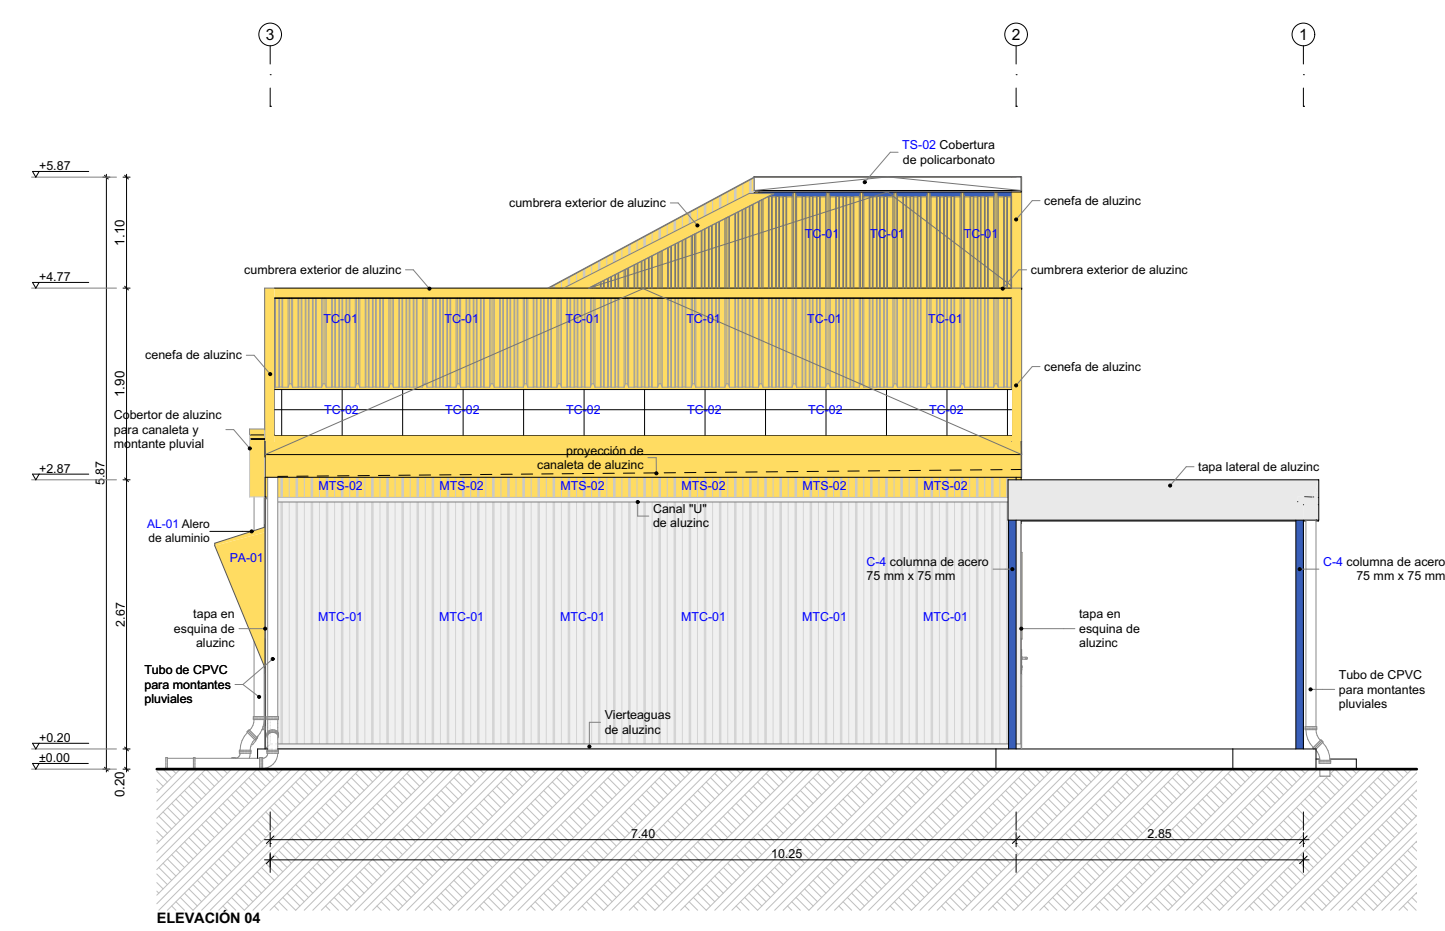 3
2
1
TS-02 Cobertura
de policarbonato
+5.87
cumbrera exterior de aluzinc
cenefa de aluzinc
1.10
TC-01
TC-01
TC-01
cumbrera exterior de aluzinc
cumbrera exterior de aluzinc
+4.77
TC-01
TC-01
TC-01
TC-01
TC-01
TC-01
cenefa de aluzinc
cenefa de aluzinc
1.90
Cobertor de aluzinc
para canaleta y
montante pluvial
TC-02
TC-02
TC-02
TC-02
TC-02
TC-02
proyección de
canaleta de aluzinc
+2.87
5.87
tapa lateral de aluzinc
MTS-02
MTS-02
MTS-02
MTS-02
MTS-02
MTS-02
Canal "U"
de aluzinc
AL-01 Alero
de aluminio
PA-01
C-4 columna de acero
75 mm x 75 mm
C-4 columna de acero
75 mm x 75 mm
2.67
tapa en
esquina de
aluzinc
MTC-01
MTC-01
MTC-01
MTC-01
MTC-01
MTC-01
tapa en
esquina de
aluzinc
Tubo de CPVC
para montantes
pluviales
Tubo de CPVC
para montantes
pluviales
Vierteaguas
de aluzinc
+0.20
±0.00
0.20
7.40
2.85
10.25
ELEVACIÓN 04